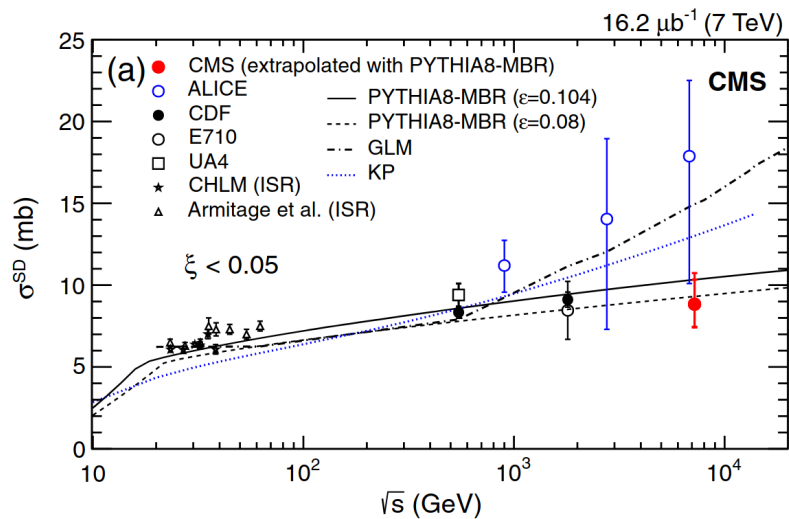 16.2 μb⁻¹ (7 TeV)
25
20
15
10
5
0
σ^SD (mb)
(a)
CMS (extrapolated with PYTHIA8-MBR)
ALICE
CDF
E710
UA4
CHLM (ISR)
Armitage et al. (ISR)
PYTHIA8-MBR (ε=0.104)
PYTHIA8-MBR (ε=0.08)
GLM
KP
CMS
ξ < 0.05
10 10² 10³ 10⁴
√s (GeV)